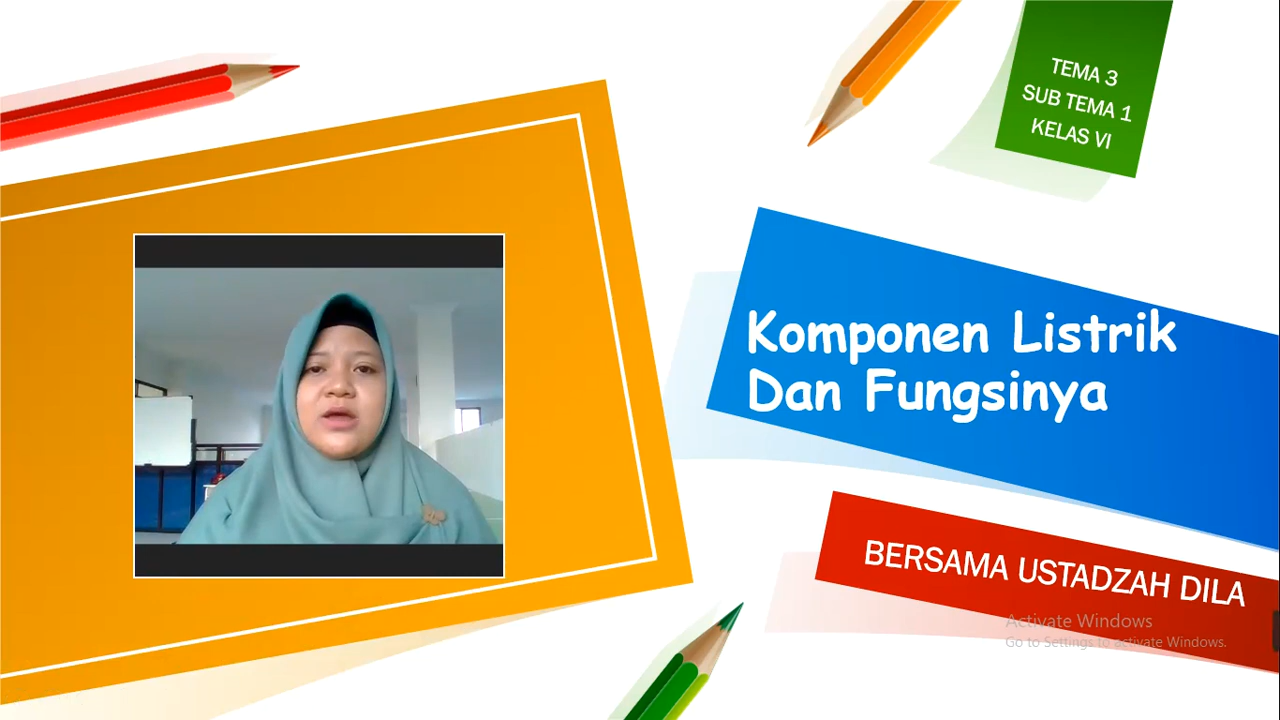 TEMA 3
SUB TEMA 1
KELAS VI
Komponen Listrik
Dan Fungsinya
BERSAMA USTADZAH DILA
Activate Windows
Go to Settings to activate Windows.